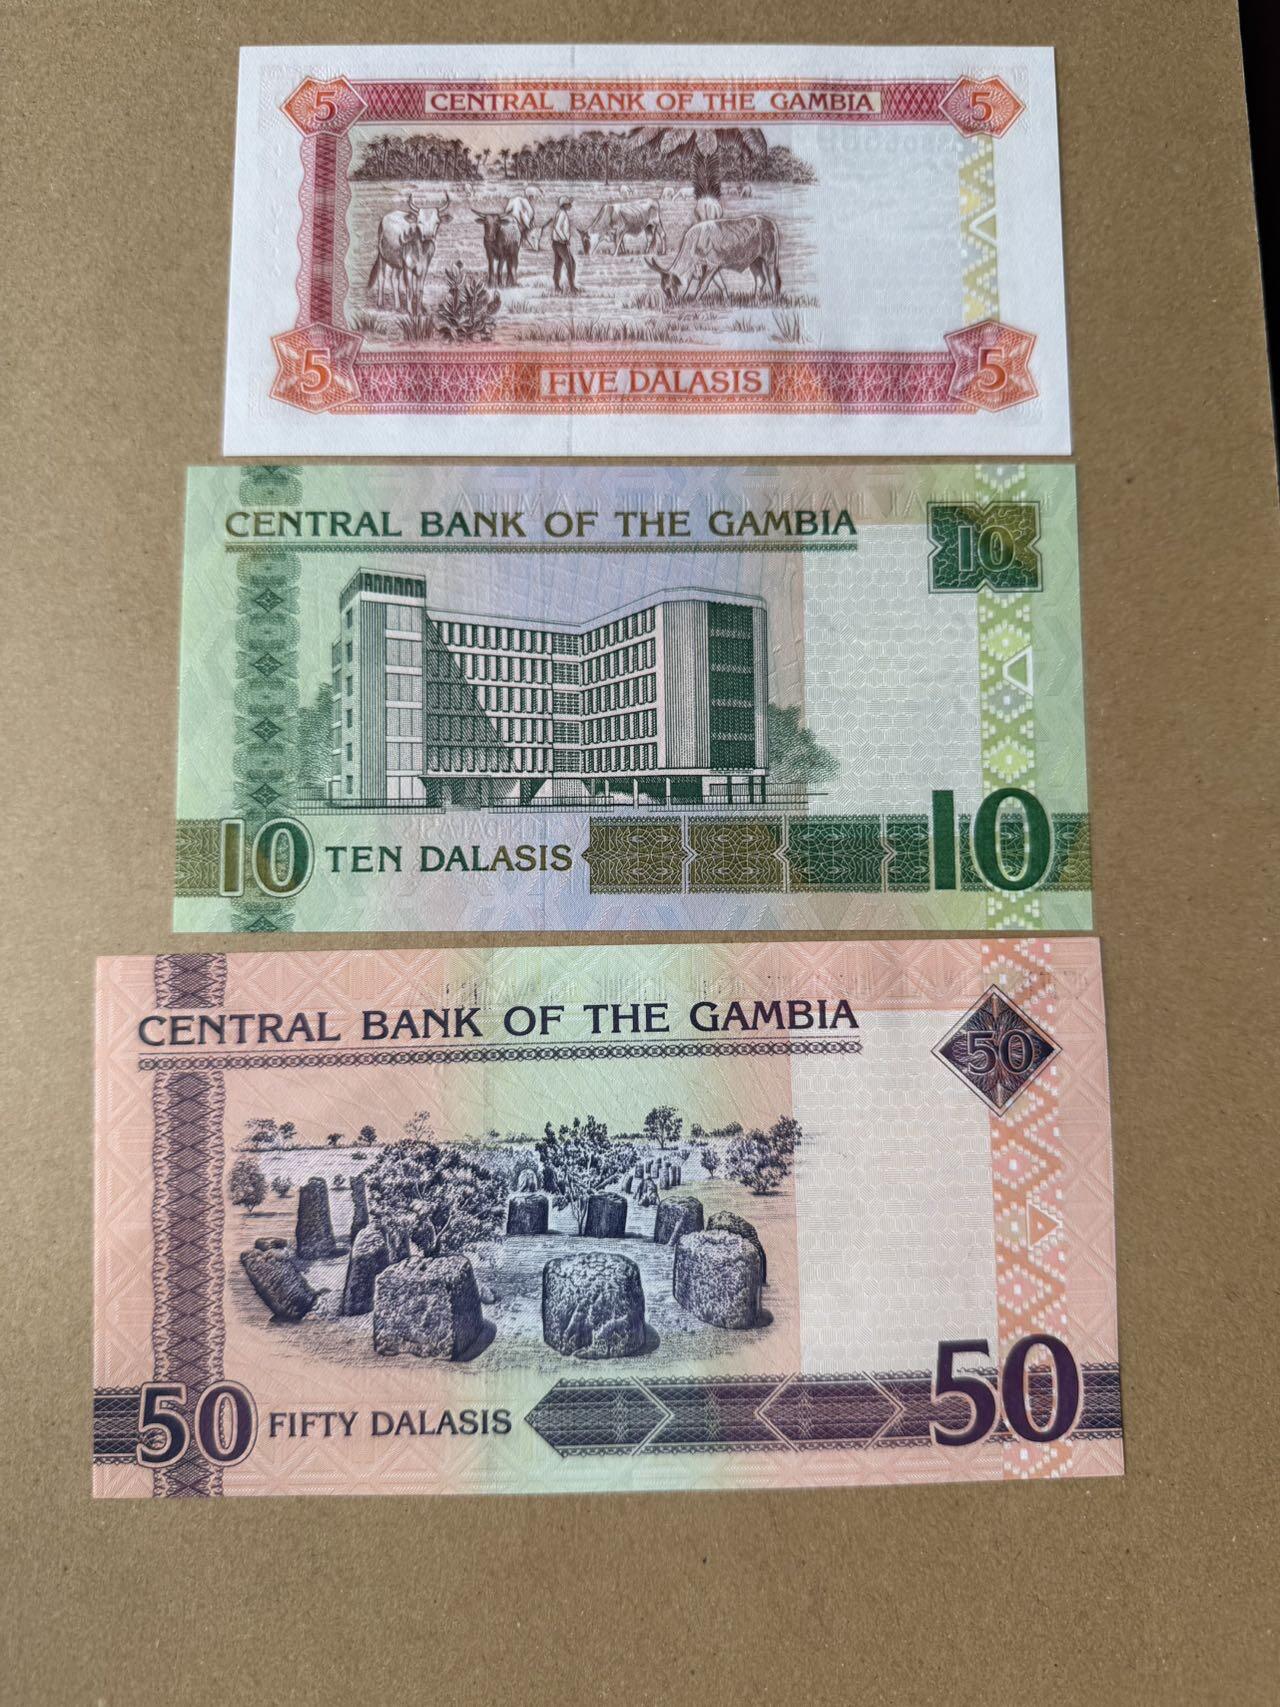 5 CENTRAL BANK OF THE GAMBIA 5
5 FIVE DALASIS 5
CENTRAL BANK OF THE GAMBIA 10
10 TEN DALASIS 10
CENTRAL BANK OF THE GAMBIA 50
50 FIFTY DALASIS 50